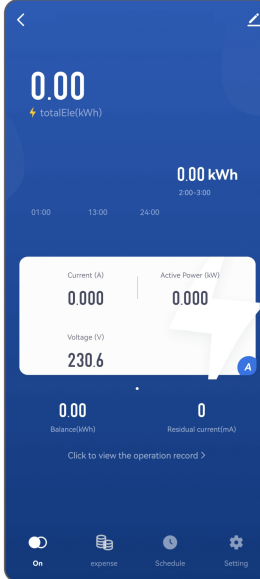 0.00
totalEle(kWh)
0.00 kWh
2:00-3:00
01:00 13:00 24:00
Current (A) Active Power (kW)
0.000 0.000
Voltage (V)
230.6
A
0.00 0
Balance(kWh) Residual current(mA)
Click to view the operation record >
On expense Schedule Setting